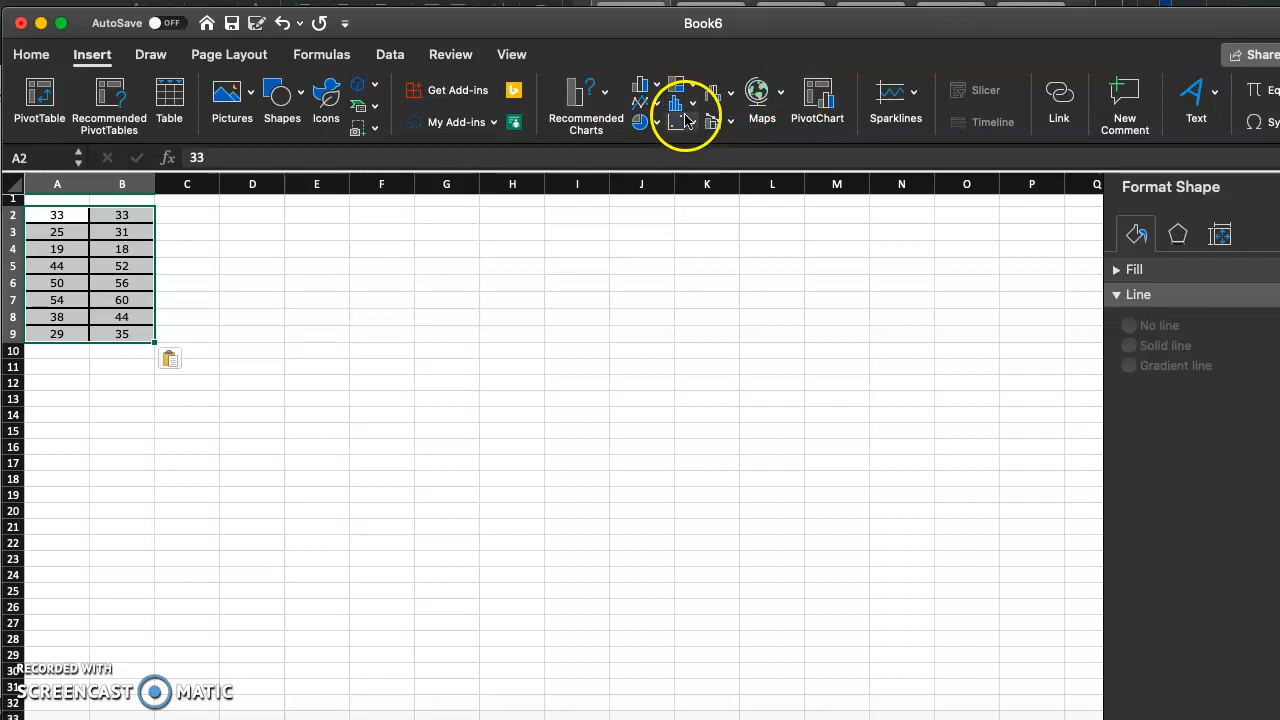 AutoSave OFF Book6
Home Insert Draw Page Layout Formulas Data Review View Share
PivotTable Recommended PivotTables Table Pictures Shapes Icons Get Add-ins My Add-ins Recommended Charts Maps PivotChart Sparklines Slicer Timeline Link New Comment Text
A2 fx 33
A B C D E F G H I J K L M N O P Q
Format Shape
1
2 33 33
3 25 31
4 19 18
5 44 52
6 50 56
7 54 60
8 38 44
9 29 35
Fill
Line
No line
Solid line
Gradient line
10
11
12
13
14
15
16
17
18
19
20
21
22
23
24
25
26
27
28
29
30
31
32
RECORDED WITH
SCREENCAST MATIC